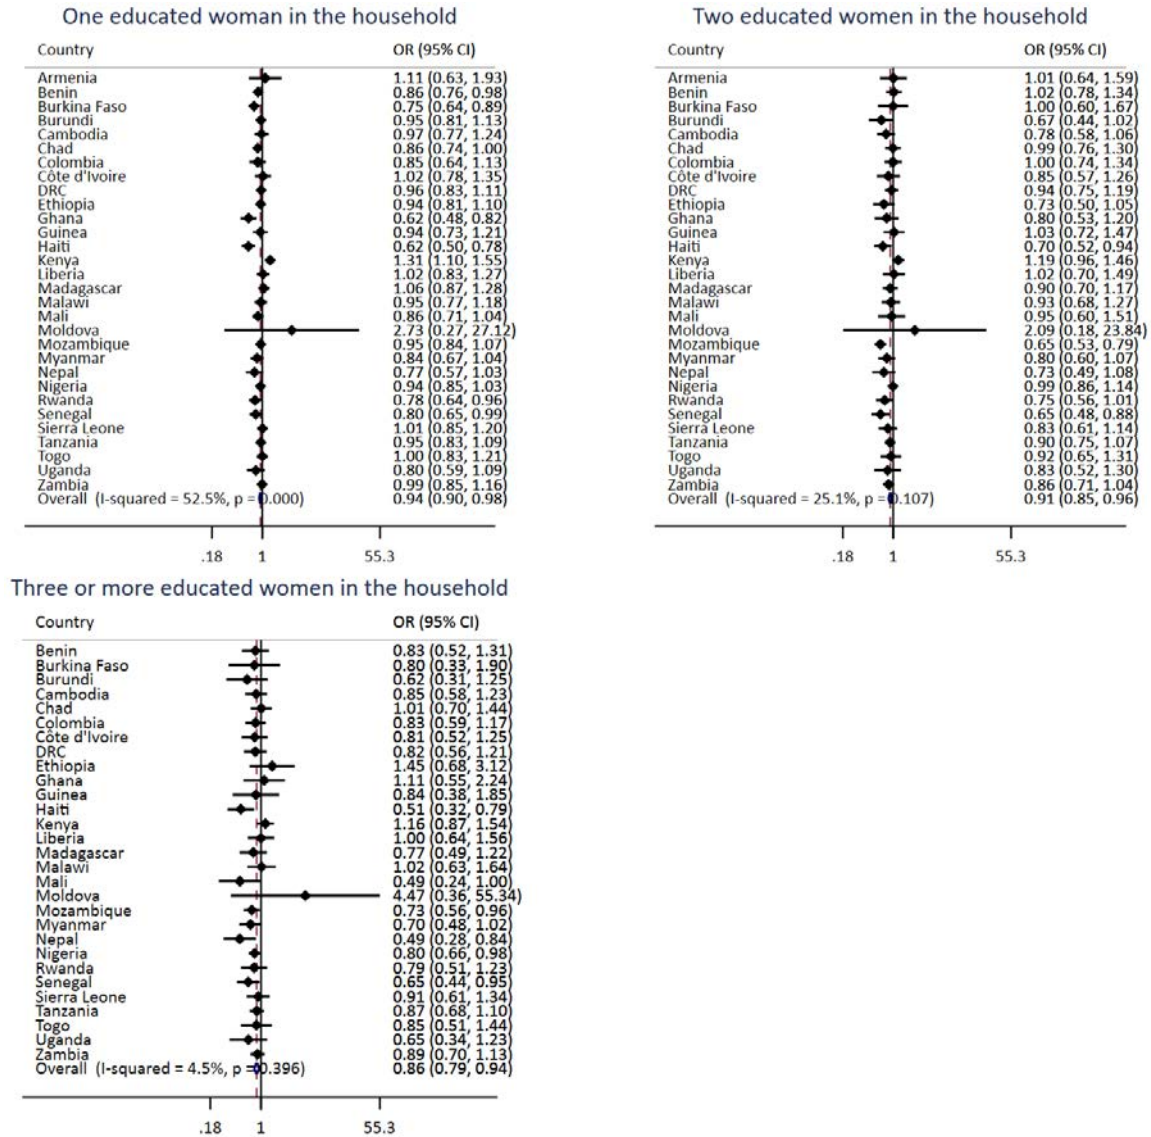 One educated woman in the household
Country OR (95% CI)
Armenia 1.11 (0.63, 1.93)
Benin 0.86 (0.76, 0.98)
Burkina Faso 0.75 (0.64, 0.89)
Burundi 0.95 (0.81, 1.13)
Cambodia 0.97 (0.77, 1.24)
Chad 0.86 (0.74, 1.00)
Colombia 0.85 (0.64, 1.13)
Côte d'Ivoire 1.02 (0.78, 1.35)
DRC 0.96 (0.83, 1.11)
Ethiopia 0.94 (0.81, 1.10)
Ghana 0.62 (0.48, 0.82)
Guinea 0.94 (0.73, 1.21)
Haiti 0.62 (0.50, 0.78)
Kenya 1.31 (1.10, 1.55)
Liberia 1.02 (0.83, 1.27)
Madagascar 1.06 (0.87, 1.28)
Malawi 0.95 (0.77, 1.18)
Mali 0.86 (0.71, 1.04)
Moldova 2.73 (0.27, 27.12)
Mozambique 0.95 (0.84, 1.07)
Myanmar 0.84 (0.67, 1.04)
Nepal 0.77 (0.57, 1.03)
Nigeria 0.94 (0.85, 1.03)
Rwanda 0.78 (0.64, 0.96)
Senegal 0.80 (0.65, 0.99)
Sierra Leone 1.01 (0.85, 1.20)
Tanzania 0.95 (0.83, 1.09)
Togo 1.00 (0.83, 1.21)
Uganda 0.80 (0.59, 1.09)
Zambia 0.99 (0.85, 1.16)
Overall (I-squared = 52.5%, p = 0.000) 0.94 (0.90, 0.98)
.18 1 55.3
Two educated women in the household
Country OR (95% CI)
Armenia 1.01 (0.64, 1.59)
Benin 1.02 (0.78, 1.34)
Burkina Faso 1.00 (0.60, 1.67)
Burundi 0.67 (0.44, 1.02)
Cambodia 0.78 (0.58, 1.06)
Chad 0.99 (0.76, 1.30)
Colombia 1.00 (0.74, 1.34)
Côte d'Ivoire 0.85 (0.57, 1.26)
DRC 0.94 (0.75, 1.19)
Ethiopia 0.73 (0.50, 1.05)
Ghana 0.80 (0.53, 1.20)
Guinea 1.03 (0.72, 1.47)
Haiti 0.70 (0.52, 0.94)
Kenya 1.19 (0.96, 1.46)
Liberia 1.02 (0.70, 1.49)
Madagascar 0.90 (0.70, 1.17)
Malawi 0.93 (0.68, 1.27)
Mali 0.95 (0.60, 1.51)
Moldova 2.09 (0.18, 23.84)
Mozambique 0.65 (0.53, 0.79)
Myanmar 0.80 (0.60, 1.07)
Nepal 0.73 (0.49, 1.08)
Nigeria 0.99 (0.86, 1.14)
Rwanda 0.75 (0.56, 1.01)
Senegal 0.65 (0.48, 0.88)
Sierra Leone 0.83 (0.61, 1.14)
Tanzania 0.90 (0.75, 1.07)
Togo 0.92 (0.65, 1.31)
Uganda 0.83 (0.52, 1.30)
Zambia 0.86 (0.71, 1.04)
Overall (I-squared = 25.1%, p = 0.107) 0.91 (0.85, 0.96)
.18 1 55.3
Three or more educated women in the household
Country OR (95% CI)
Benin 0.83 (0.52, 1.31)
Burkina Faso 0.80 (0.33, 1.90)
Burundi 0.62 (0.31, 1.25)
Cambodia 0.85 (0.58, 1.23)
Chad 1.01 (0.70, 1.44)
Colombia 0.83 (0.59, 1.17)
Côte d'Ivoire 0.81 (0.52, 1.25)
DRC 0.82 (0.56, 1.21)
Ethiopia 1.45 (0.68, 3.12)
Ghana 1.11 (0.55, 2.24)
Guinea 0.84 (0.38, 1.85)
Haiti 0.51 (0.32, 0.79)
Kenya 1.16 (0.87, 1.54)
Liberia 1.00 (0.64, 1.56)
Madagascar 0.77 (0.49, 1.22)
Malawi 1.02 (0.63, 1.64)
Mali 0.49 (0.24, 1.00)
Moldova 4.47 (0.36, 55.34)
Mozambique 0.73 (0.56, 0.96)
Myanmar 0.70 (0.48, 1.02)
Nepal 0.49 (0.28, 0.84)
Nigeria 0.80 (0.66, 0.98)
Rwanda 0.79 (0.51, 1.23)
Senegal 0.65 (0.44, 0.95)
Sierra Leone 0.91 (0.61, 1.34)
Tanzania 0.87 (0.68, 1.10)
Togo 0.85 (0.51, 1.44)
Uganda 0.65 (0.34, 1.23)
Zambia 0.89 (0.70, 1.13)
Overall (I-squared = 4.5%, p = 0.396) 0.86 (0.79, 0.94)
.18 1 55.3